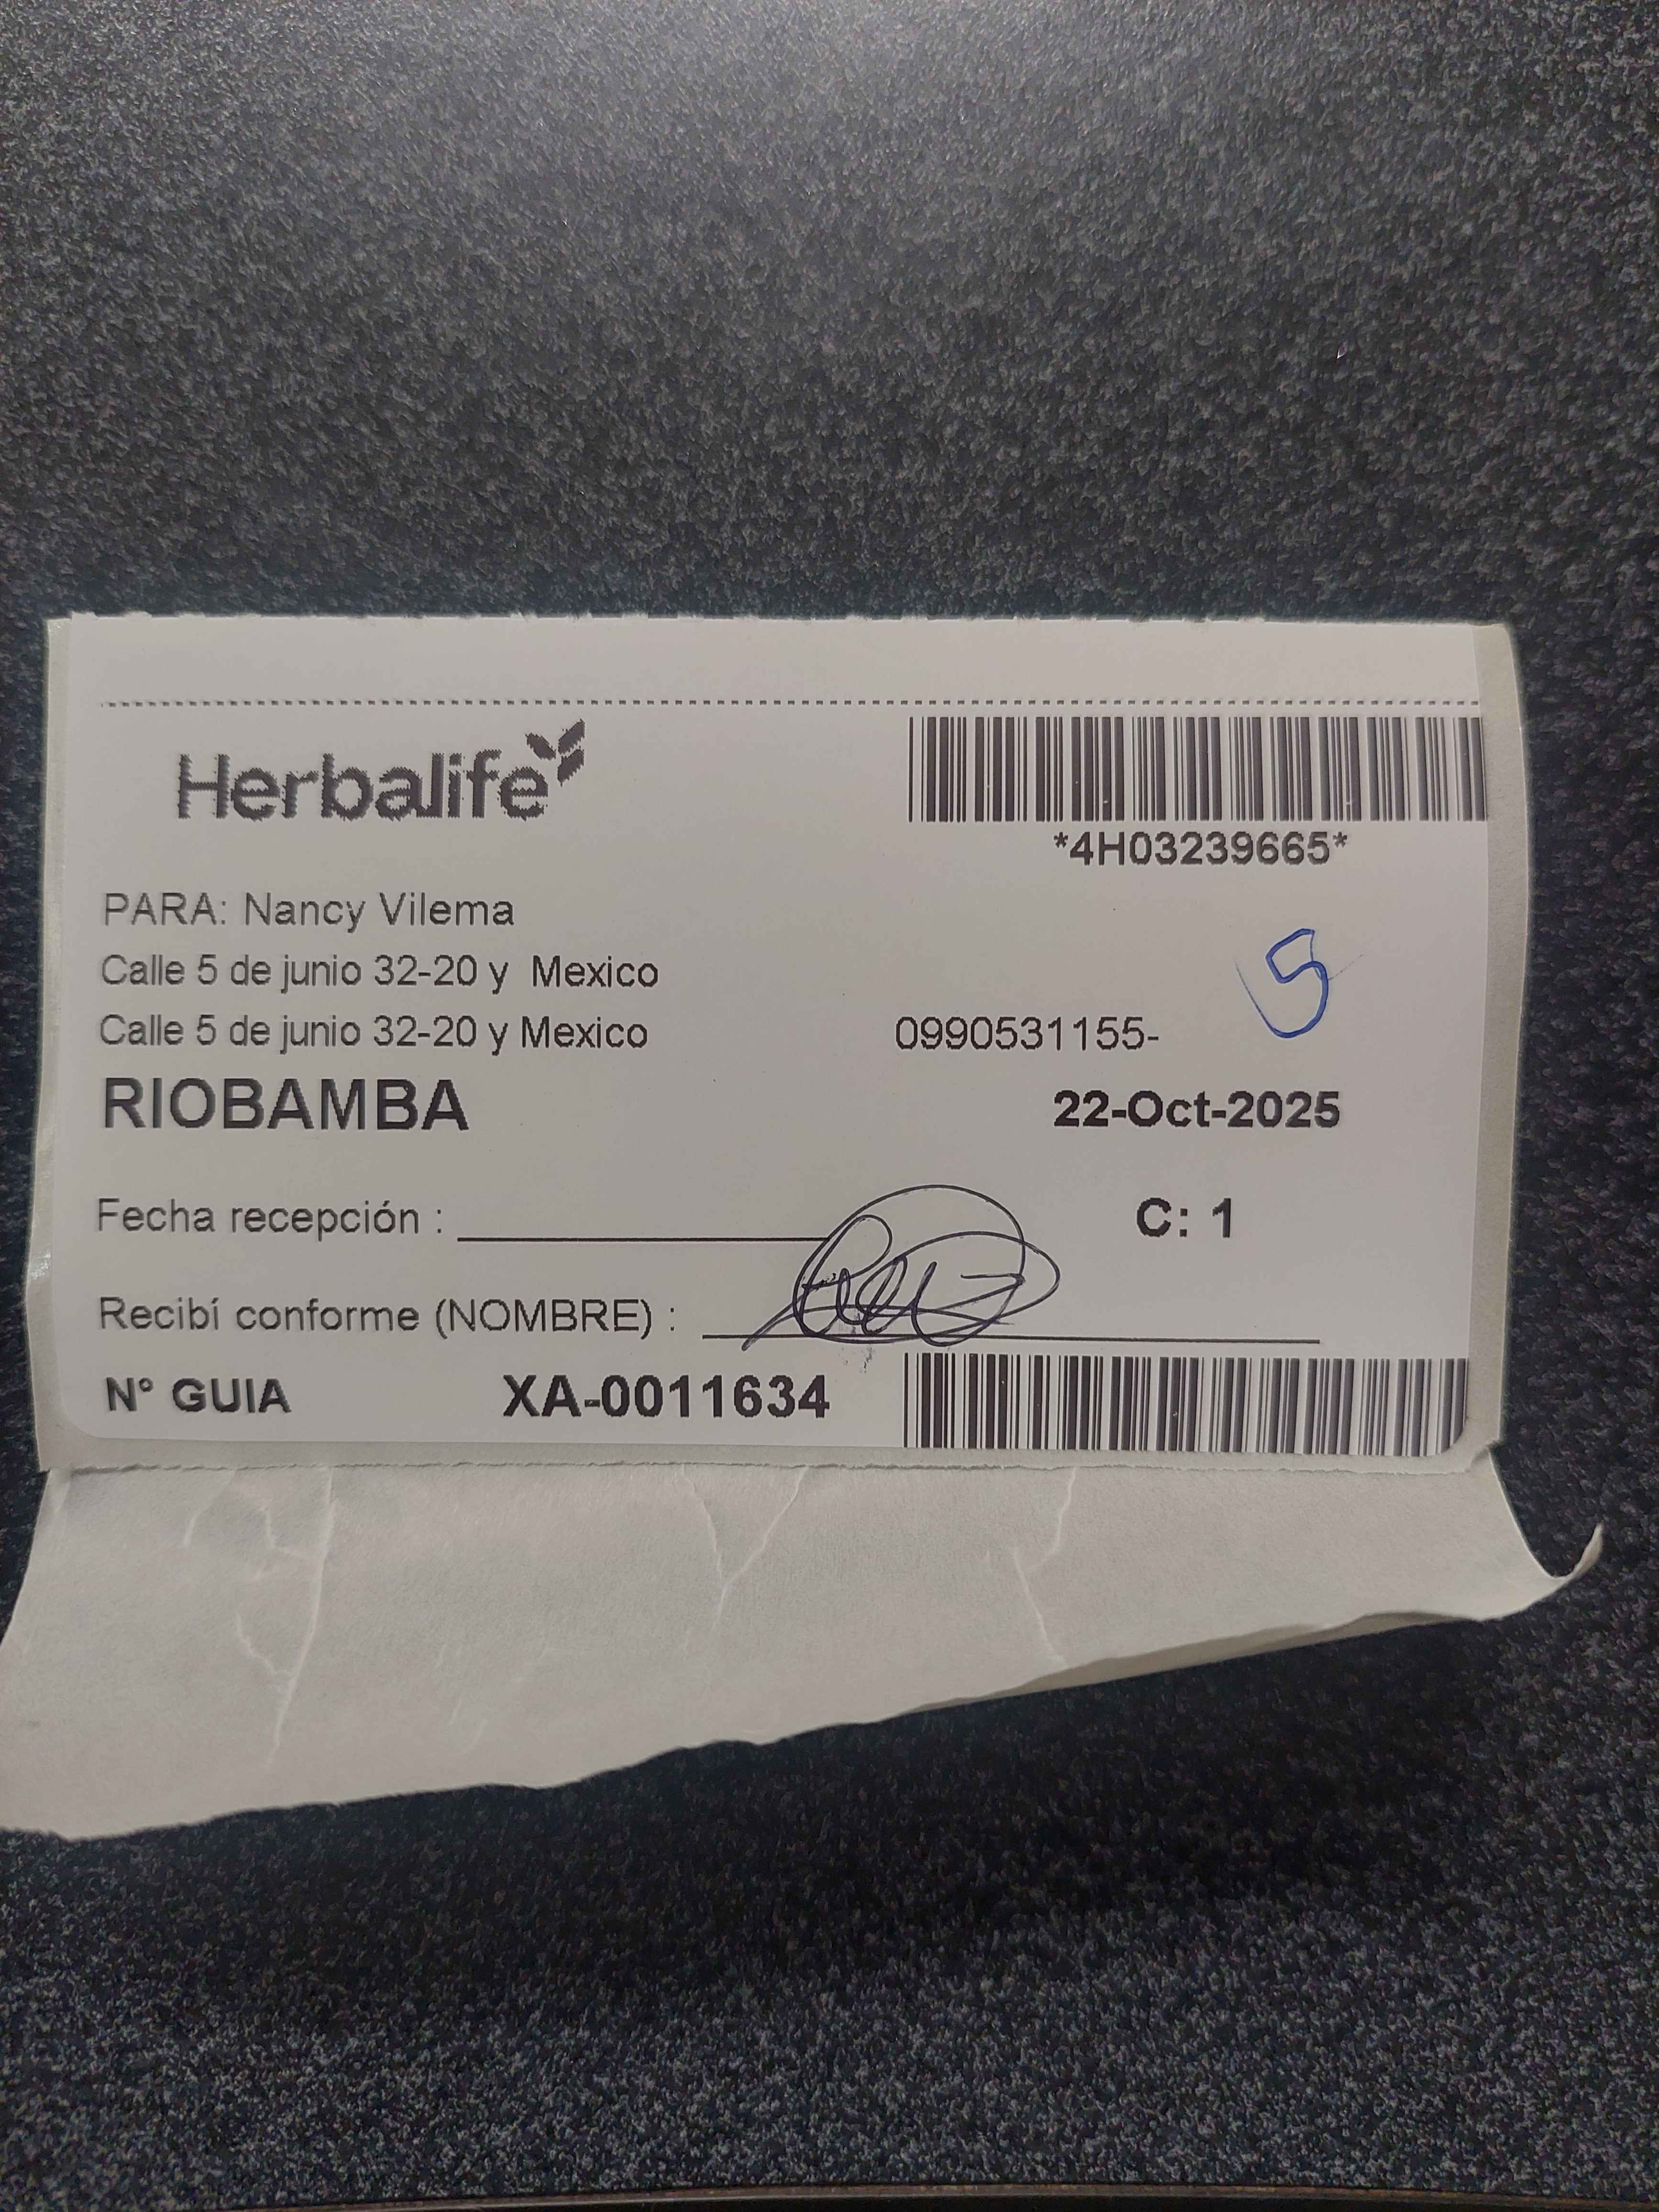 Herbalife
*4H03239665*
PARA: Nancy Vilema
Calle 5 de junio 32-20 y Mexico
5
Calle 5 de junio 32-20 y Mexico 0990531155-
RIOBAMBA 22-Oct-2025
Fecha recepción : C: 1
Recibí conforme (NOMBRE) :
N° GUIA XA-0011634